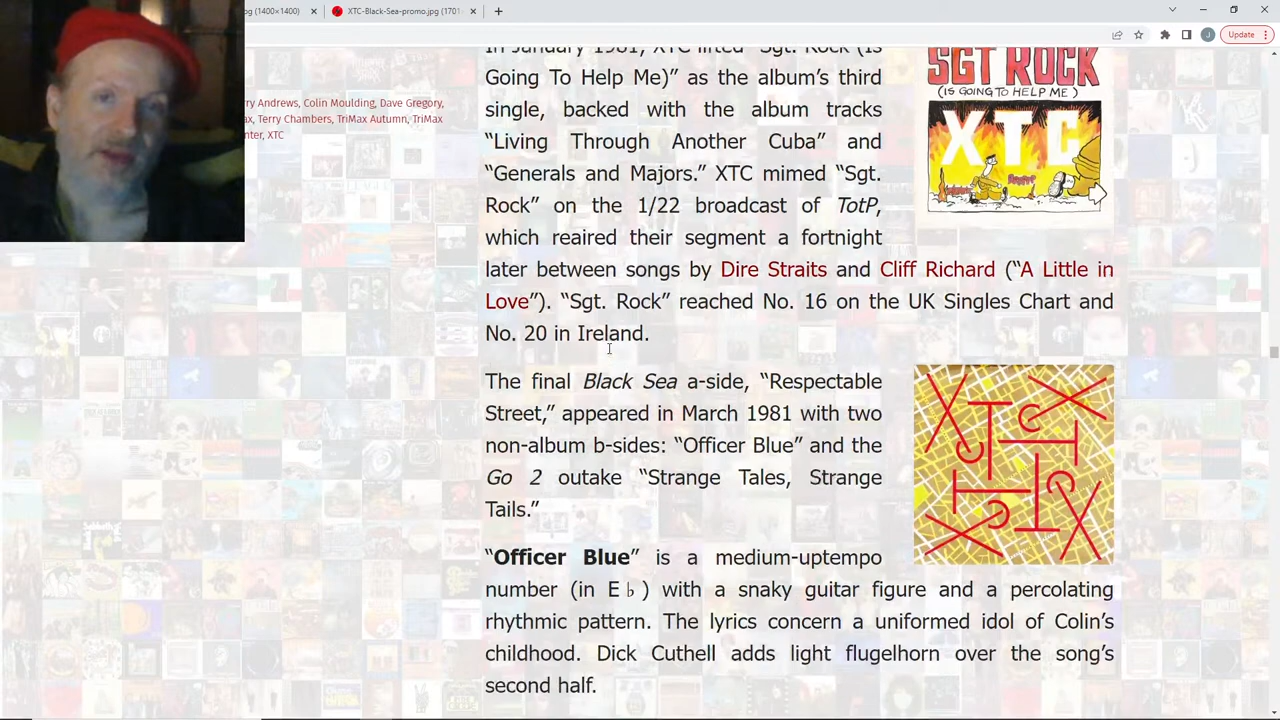 pg (1400×1400)
XTC-Black-Sea-promo.jpg (1701
J
Update
rry Andrews, Colin Moulding, Dave Gregory,
ax, Terry Chambers, TriMax Autumn, TriMax
nter, XTC
In January 1981, XTC lifted “Sgt. Rock (Is
Going To Help Me)” as the album’s third
single, backed with the album tracks
“Living Through Another Cuba” and
“Generals and Majors.” XTC mimed “Sgt.
Rock” on the 1/22 broadcast of TotP,
which reaired their segment a fortnight
later between songs by Dire Straits and Cliff Richard (“A Little in
Love”). “Sgt. Rock” reached No. 16 on the UK Singles Chart and
No. 20 in Ireland.
SGT ROCK
(IS GOING TO HELP ME)
XTC
The final Black Sea a-side, “Respectable
Street,” appeared in March 1981 with two
non-album b-sides: “Officer Blue” and the
Go 2 outake “Strange Tales, Strange
Tails.”
XTC
XTC
XTC
XTC
“Officer Blue” is a medium-uptempo
number (in E♭) with a snaky guitar figure and a percolating
rhythmic pattern. The lyrics concern a uniformed idol of Colin’s
childhood. Dick Cuthell adds light flugelhorn over the song’s
second half.